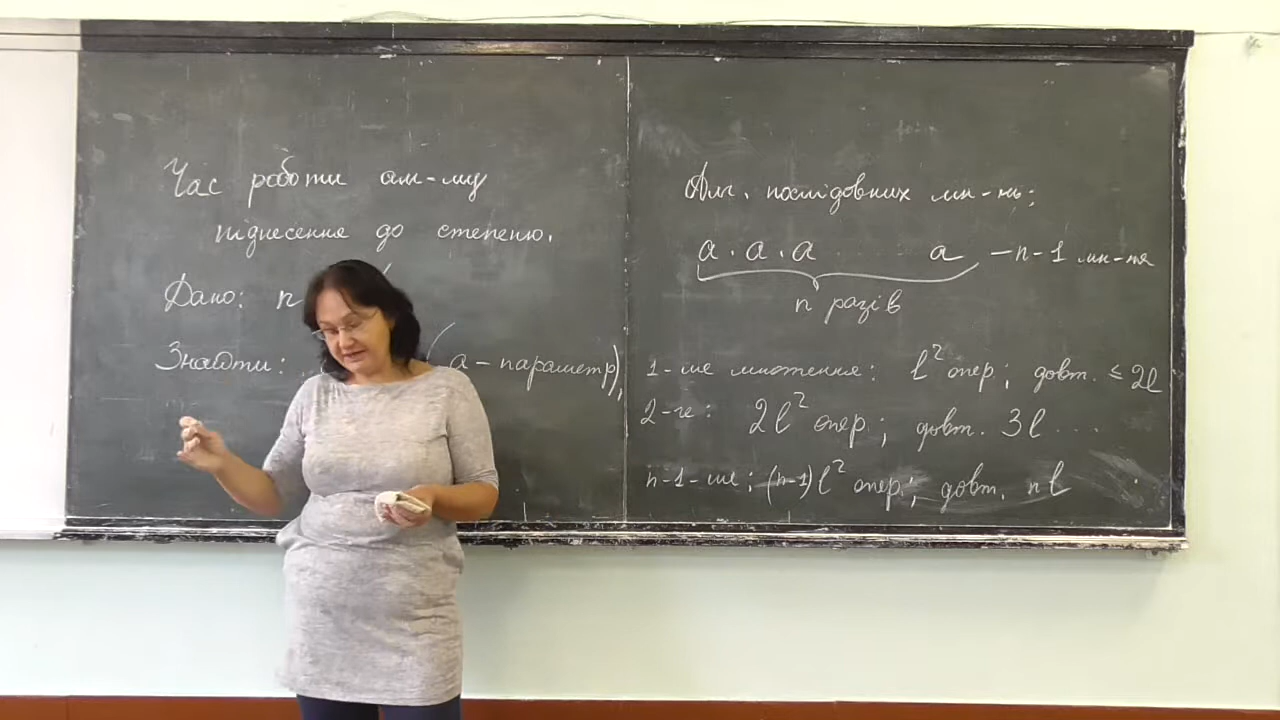 Час роботи ал-му
піднесення до степеню.
Дано: n
Знайти: (a – параметр),
Алг. послідовних мн-нь:
a · a · a ..... a – n-1 мн-ня
n разів
1-ше множення: l² опер; довж. ≤ 2l
2-ге: 2l² опер; довж. 3l ...
n-1-ше: (n-1)l² опер; довж. nl